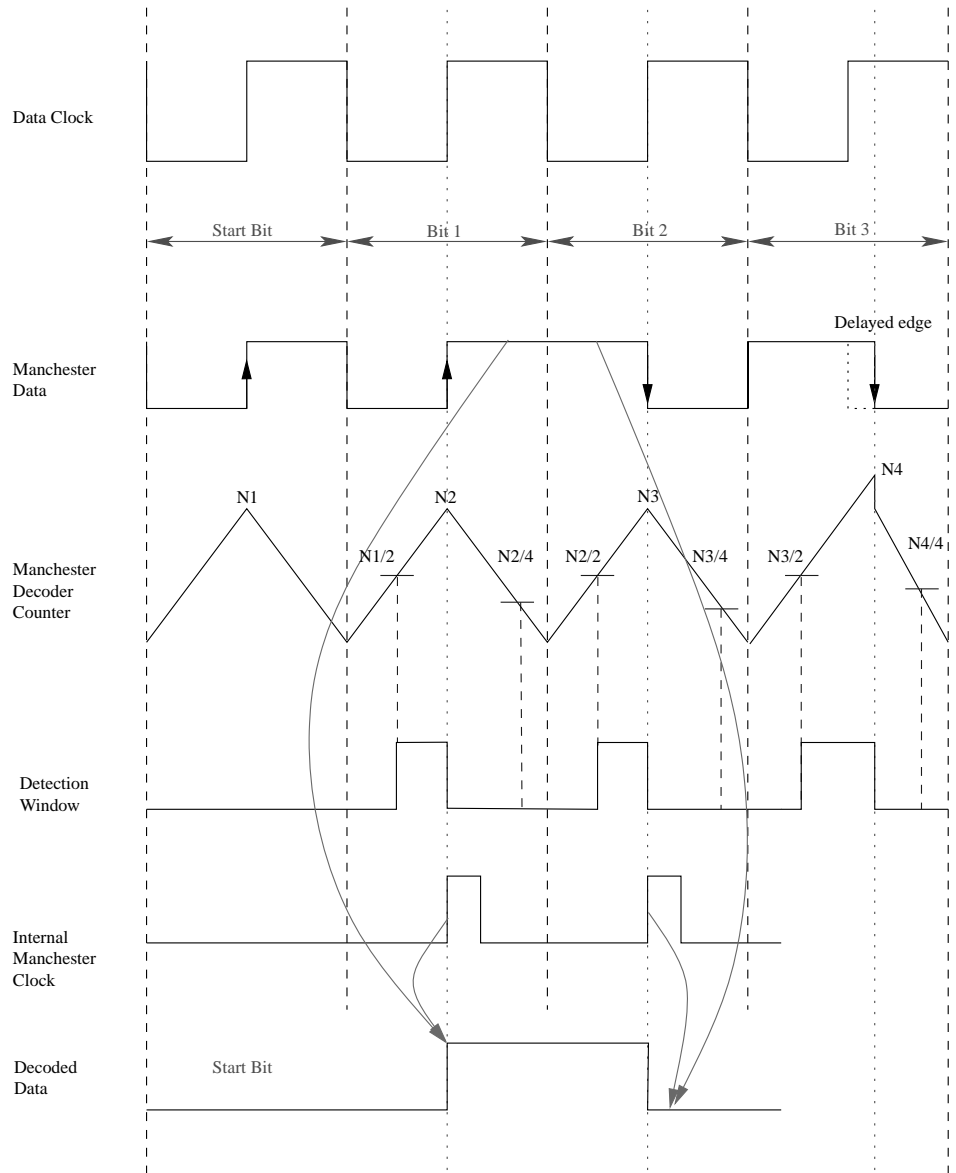 Data Clock
Start Bit
Bit 1
Bit 2
Bit 3
Delayed edge
Manchester
Data
N1
N2
N3
N4
N1/2
N2/4
N2/2
N3/4
N3/2
N4/4
Manchester
Decoder
Counter
Detection
Window
Internal
Manchester
Clock
Decoded
Data
Start Bit